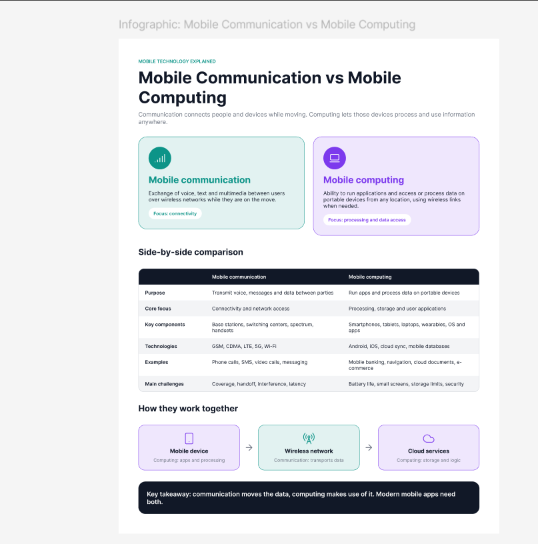 Infographic: Mobile Communication vs Mobile Computing
MOBILE TECHNOLOGY EXPLAINED
Mobile Communication vs Mobile
Computing
Communication connects people and devices while moving. Computing lets those devices process and use information
anywhere.
Mobile communication
Exchange of voice, text and multimedia between users
over wireless networks while they are on the move.
Focus: connectivity
Mobile computing
Ability to run applications and access or process data on
portable devices from any location, using wireless links
when needed.
Focus: processing and data access
Side-by-side comparison
Mobile communication Mobile computing
Purpose Transmit voice, messages and data between parties Run apps and process data on portable devices
Core focus Connectivity and network access Processing, storage and user applications
Key components Base stations, switching centers, spectrum, Smartphones, tablets, laptops, wearables, OS and
handsets apps
Technologies GSM, CDMA, LTE, 5G, Wi-Fi Android, iOS, cloud sync, mobile databases
Examples Phone calls, SMS, video calls, messaging Mobile banking, navigation, cloud documents, e-
commerce
Main challenges Coverage, handoff, interference, latency Battery life, small screens, storage limits, security
How they work together
Mobile device
Computing: apps and processing
Wireless network
Communication: transports data
Cloud services
Computing: storage and logic
Key takeaway: communication moves the data, computing makes use of it. Modern mobile apps need
both.